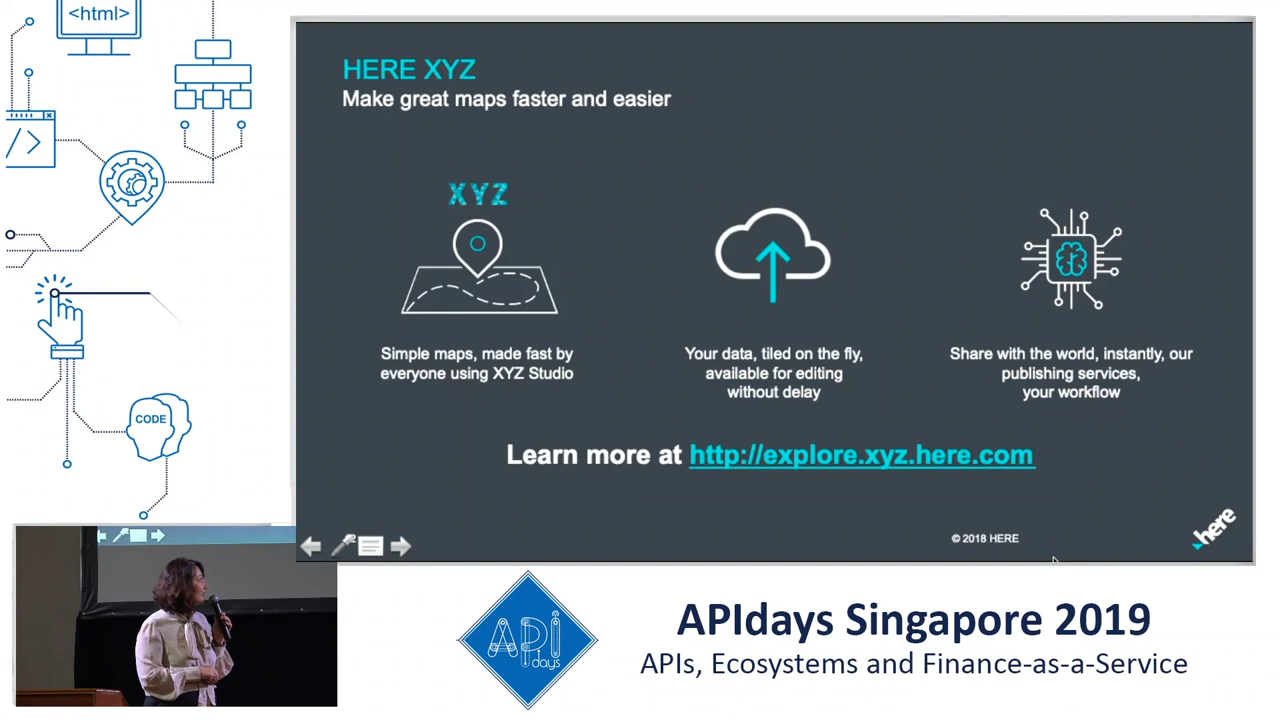 <html>
</>
CODE
HERE XYZ
Make great maps faster and easier
XYZ
Simple maps, made fast by
everyone using XYZ Studio
Your data, tiled on the fly,
available for editing
without delay
Share with the world, instantly, our
publishing services,
your workflow
Learn more at http://explore.xyz.here.com
© 2018 HERE
here
API
days
APIdays Singapore 2019
APIs, Ecosystems and Finance-as-a-Service